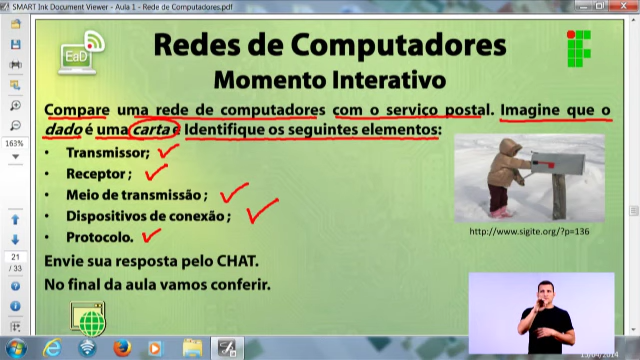 SMART Ink Document Viewer - Aula 1 - Rede de Computadores.pdf
EaD
Redes de Computadores
Momento Interativo
Compare uma rede de computadores com o serviço postal. Imagine que o
dado é uma carta e Identifique os seguintes elementos:
• Transmissor;
• Receptor ;
• Meio de transmissão ;
• Dispositivos de conexão ;
• Protocolo.
http://www.sigite.org/?p=136
Envie sua resposta pelo CHAT.
No final da aula vamos conferir.
163%
21
/ 33